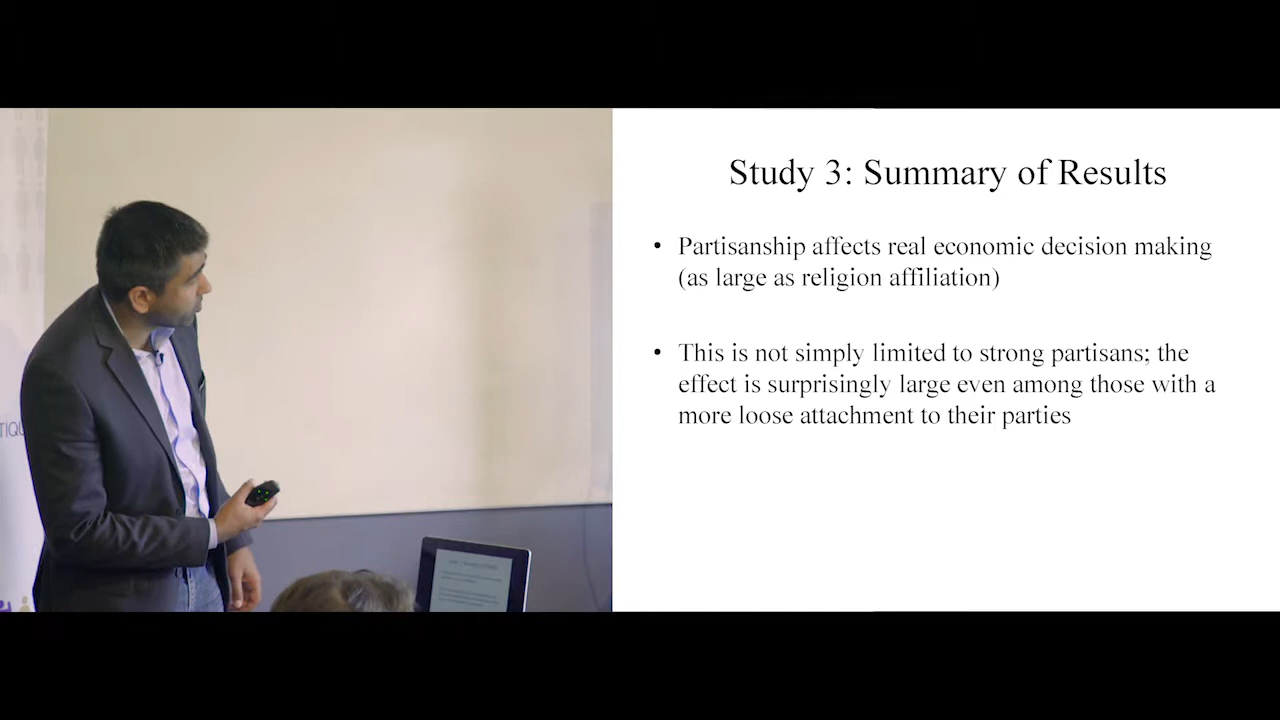 Study 3: Summary of Results
• Partisanship affects real economic decision making
(as large as religion affiliation)
• This is not simply limited to strong partisans; the
effect is surprisingly large even among those with a
more loose attachment to their parties